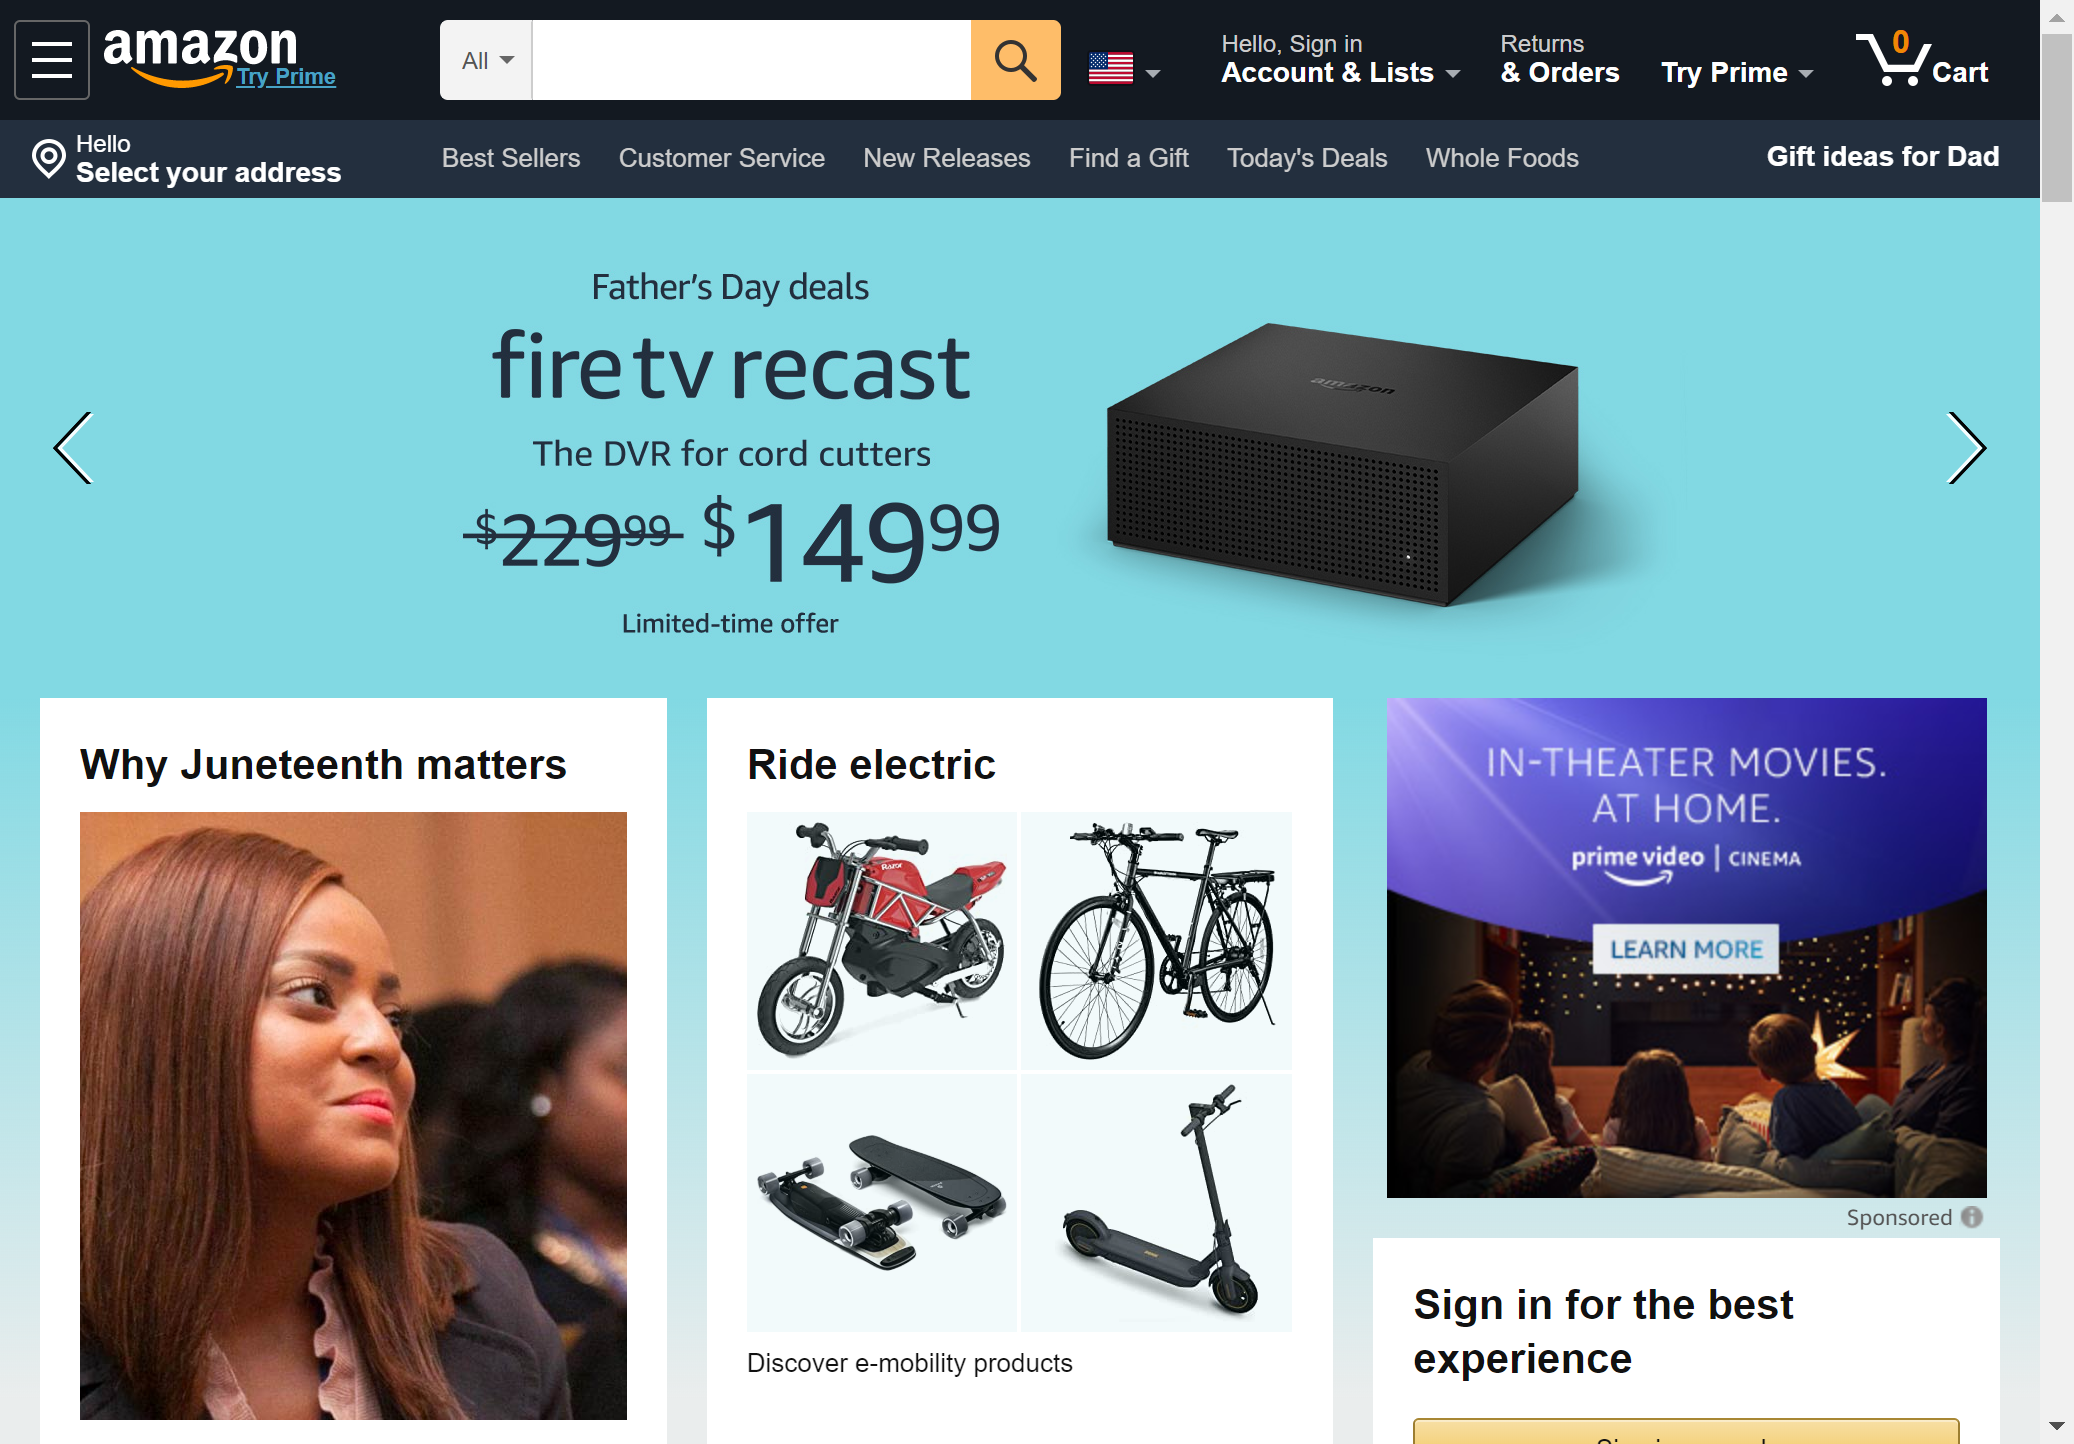 amazon
Try Prime
All
Hello, Sign in
Account & Lists
Returns
& Orders
Try Prime
0
Cart
Hello
Select your address
Best Sellers
Customer Service
New Releases
Find a Gift
Today's Deals
Whole Foods
Gift ideas for Dad
Father's Day deals
fire tv recast
The DVR for cord cutters
$229.99 $149.99
Limited-time offer
amazon
Why Juneteenth matters
Ride electric
RAZOR
Discover e-mobility products
IN-THEATER MOVIES.
AT HOME.
prime video | CINEMA
LEARN MORE
Sponsored
Sign in for the best
experience